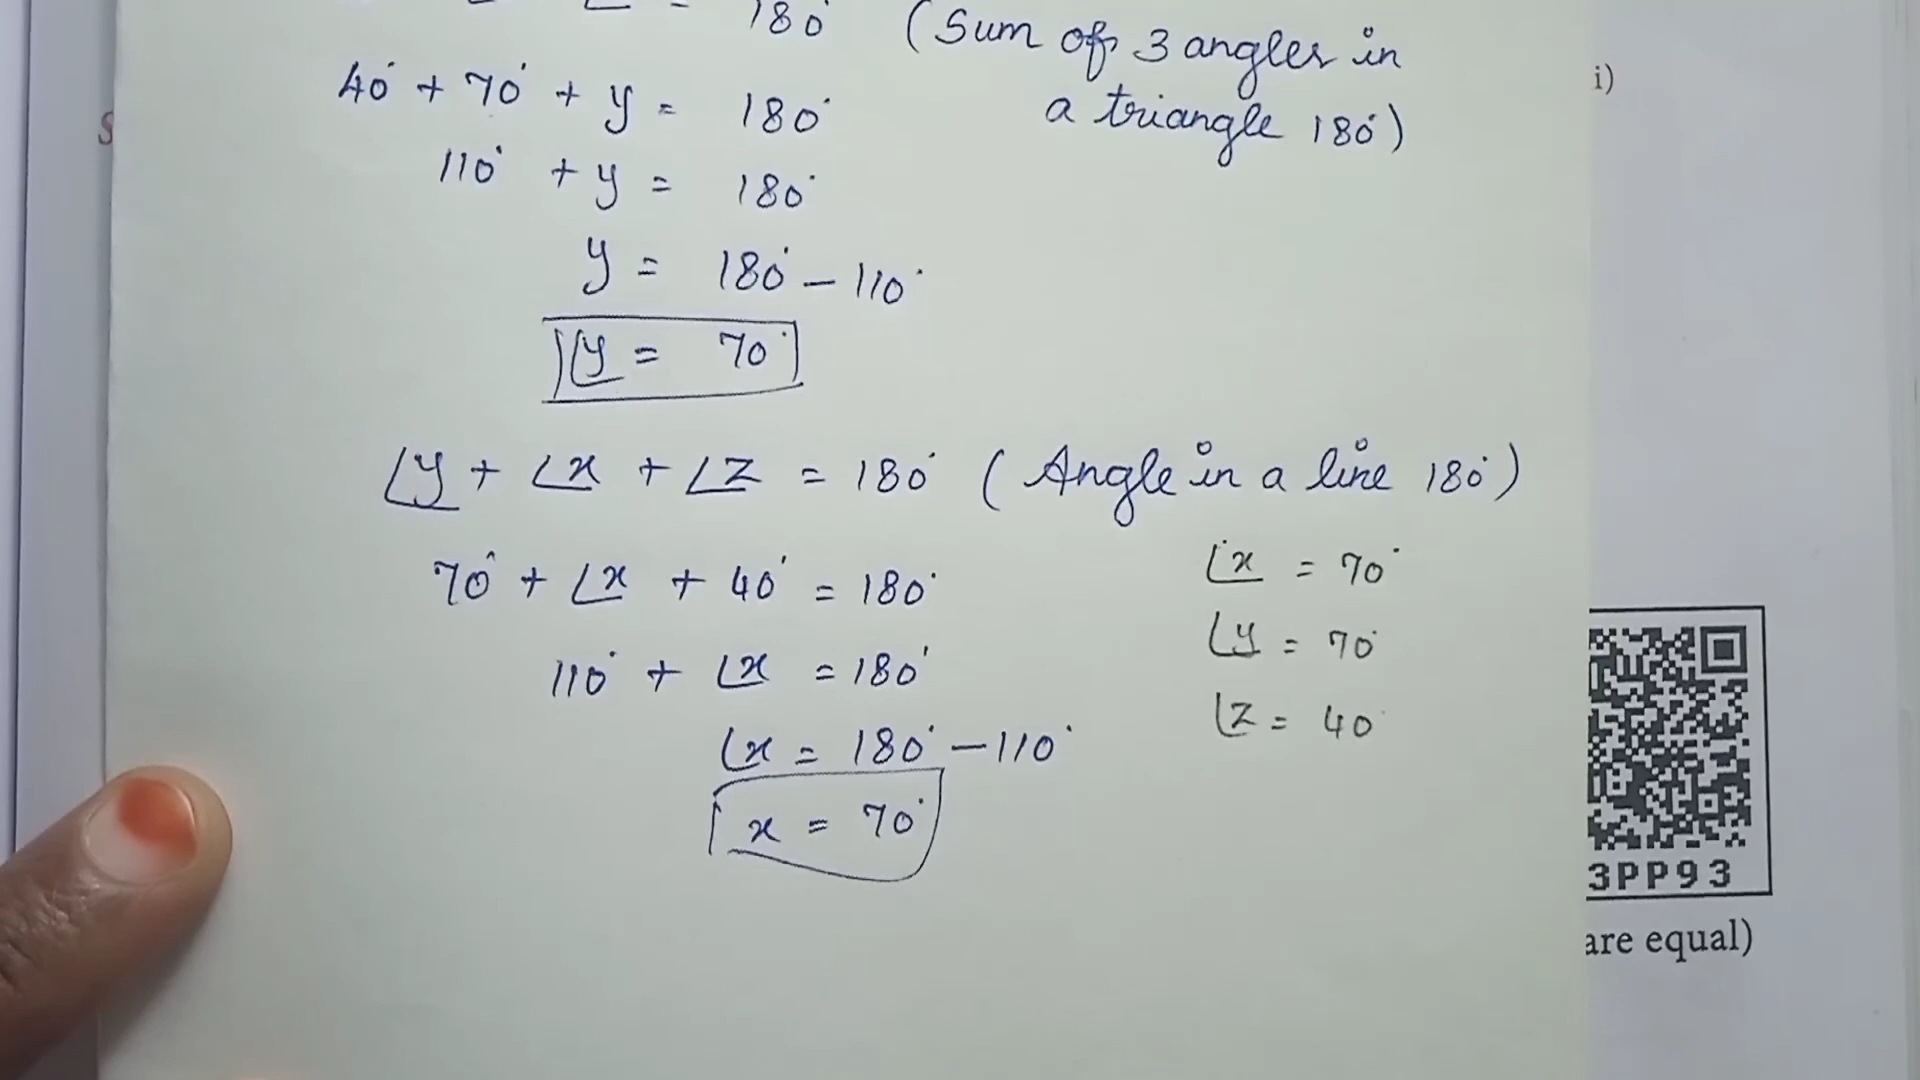 = 180° (Sum of 3 angles in
a triangle 180°)
40° + 70° + y = 180°
110° + y = 180°
y = 180° - 110°
∠y = 70°
∠y + ∠x + ∠z = 180° (Angle in a line 180°)
70° + ∠x + 40° = 180°
110° + ∠x = 180°
∠x = 180° - 110°
x = 70°
∠x = 70°
∠y = 70°
∠z = 40°
i)
3PP93
are equal)